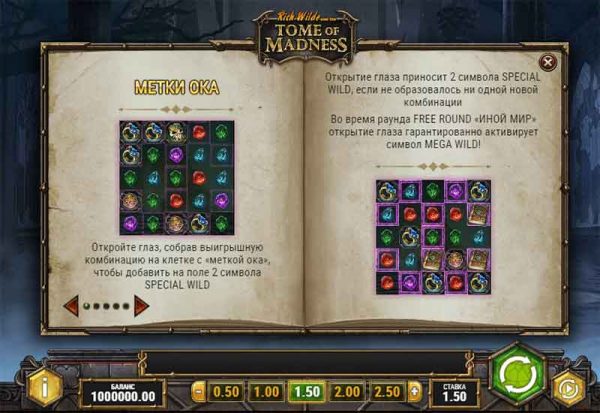 Rich Wilde AND THE
TOME OF
MADNESS
МЕТКИ ОКА
Откройте глаз, собрав выигрышную
комбинацию на клетке с «меткой ока»,
чтобы добавить на поле 2 символа
SPECIAL WILD
Открытие глаза приносит 2 символа SPECIAL
WILD, если не образовалось ни одной новой
комбинации
Во время раунда FREE ROUND «ИНОЙ МИР»
открытие глаза гарантированно активирует
символ MEGA WILD!
БАЛАНС
1000000.00
- 0.50 1.00 1.50 2.00 2.50 +
СТАВКА
1.50